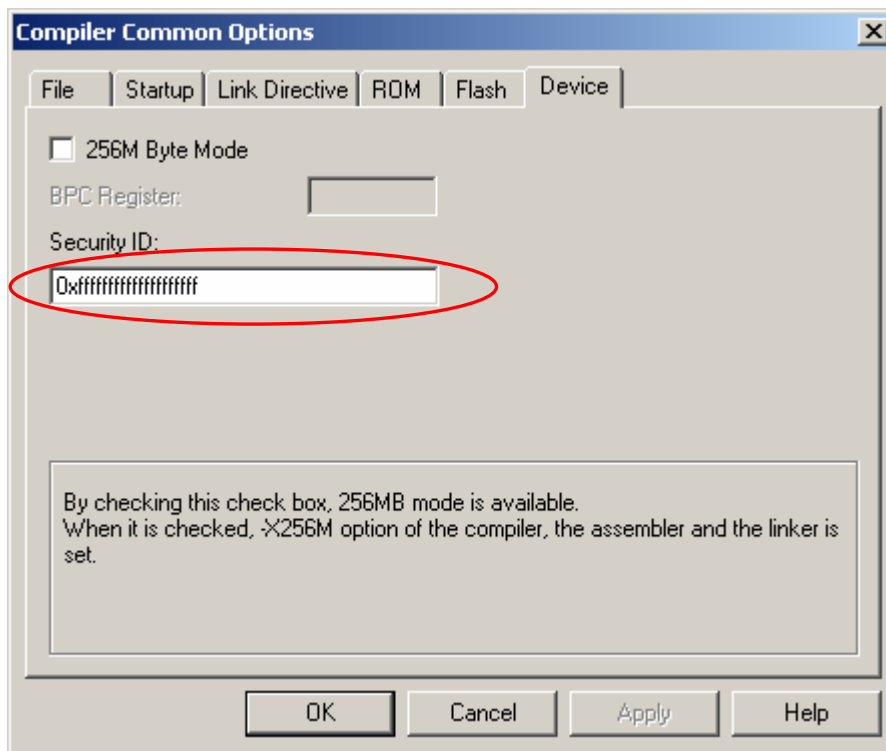 Compiler Common Options
File Startup Link Directive ROM Flash Device
256M Byte Mode
BPC Register:
Security ID:
0xffffffffffffffffffff
By checking this check box, 256MB mode is available.
When it is checked, -X256M option of the compiler, the assembler and the linker is
set.
OK Cancel Apply Help